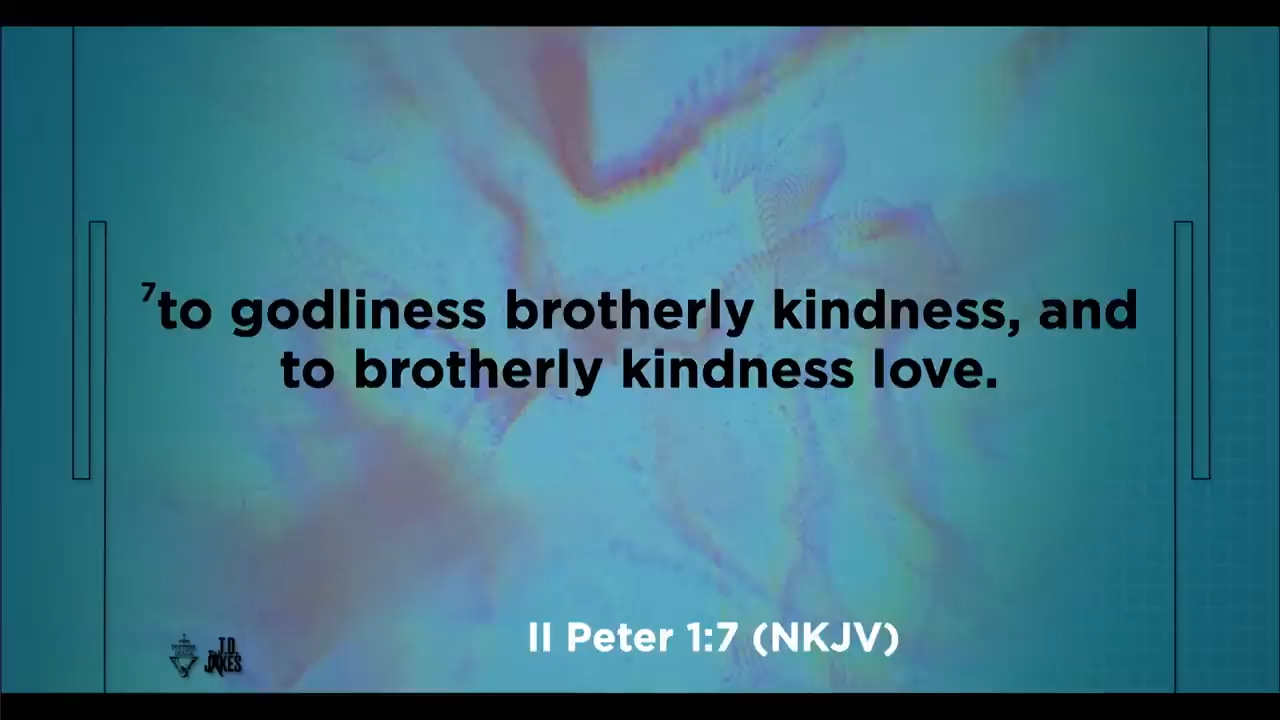 ⁷to godliness brotherly kindness, and
to brotherly kindness love.
II Peter 1:7 (NKJV)
T.D.
JAKES